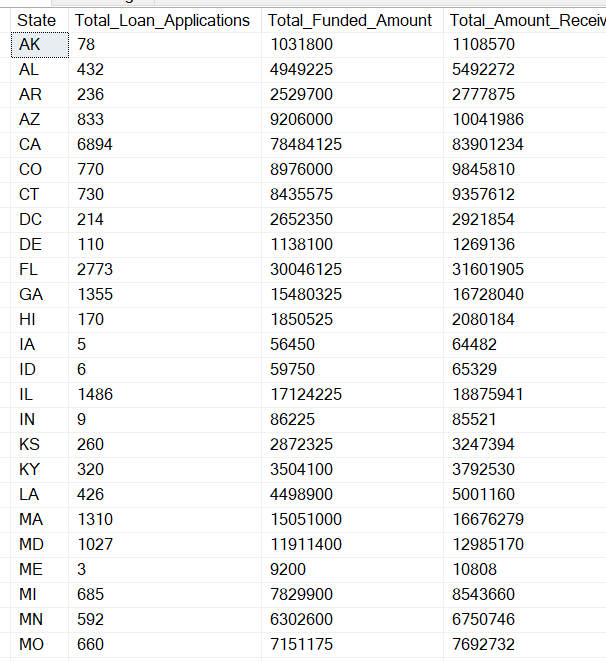 State Total_Loan_Applications Total_Funded_Amount Total_Amount_Receiv
AK 78 1031800 1108570
AL 432 4949225 5492272
AR 236 2529700 2777875
AZ 833 9206000 10041986
CA 6894 78484125 83901234
CO 770 8976000 9845810
CT 730 8435575 9357612
DC 214 2652350 2921854
DE 110 1138100 1269136
FL 2773 30046125 31601905
GA 1355 15480325 16728040
HI 170 1850525 2080184
IA 5 56450 64482
ID 6 59750 65329
IL 1486 17124225 18875941
IN 9 86225 85521
KS 260 2872325 3247394
KY 320 3504100 3792530
LA 426 4498900 5001160
MA 1310 15051000 16676279
MD 1027 11911400 12985170
ME 3 9200 10808
MI 685 7829900 8543660
MN 592 6302600 6750746
MO 660 7151175 7692732